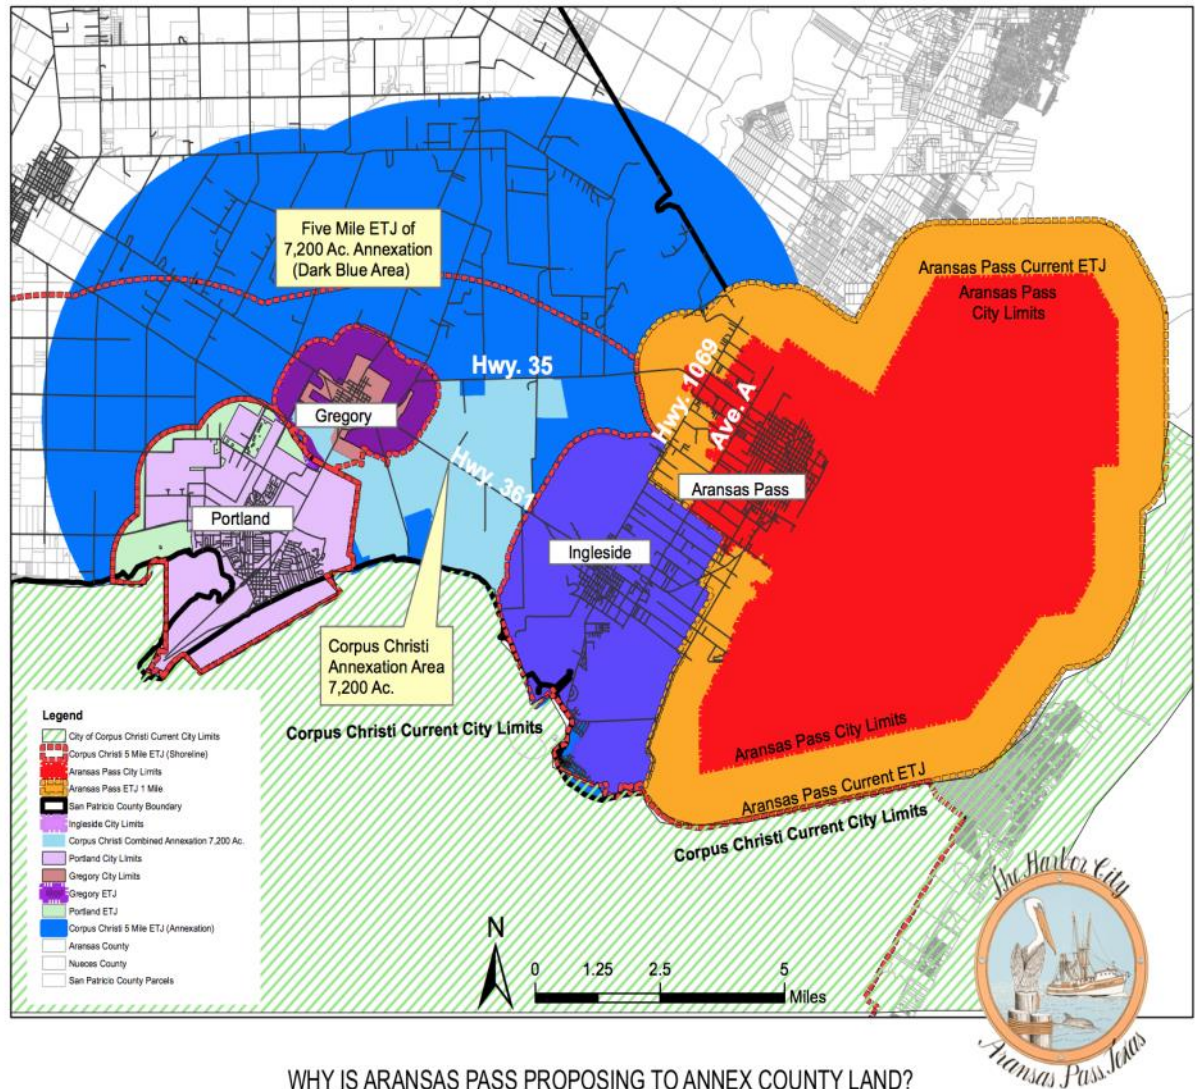 Five Mile ETJ of
7,200 Ac. Annexation
(Dark Blue Area)
Aransas Pass Current ETJ
Aransas Pass
City Limits
Hwy. 35
Hwy. 1069
Ave. A
Gregory
Hwy. 361
Aransas Pass
Portland
Ingleside
Corpus Christi
Annexation Area
7,200 Ac.
Corpus Christi Current City Limits
Aransas Pass City Limits
Aransas Pass Current ETJ
Corpus Christi Current City Limits
Legend
City of Corpus Christi Current City Limits
Corpus Christi 5 Mile ETJ (Shoreline)
Aransas Pass City Limits
Aransas Pass ETJ 1 Mile
San Patricio County Boundary
Ingleside City Limits
Corpus Christi Combined Annexation 7,200 Ac.
Portland City Limits
Gregory City Limits
Gregory ETJ
Portland ETJ
Corpus Christi 5 Mile ETJ (Annexation)
Aransas County
Nueces County
San Patricio County Parcels
N
0 1.25 2.5 5
Miles
The Harbor City
Aransas Pass, Texas
WHY IS ARANSAS PASS PROPOSING TO ANNEX COUNTY LAND?